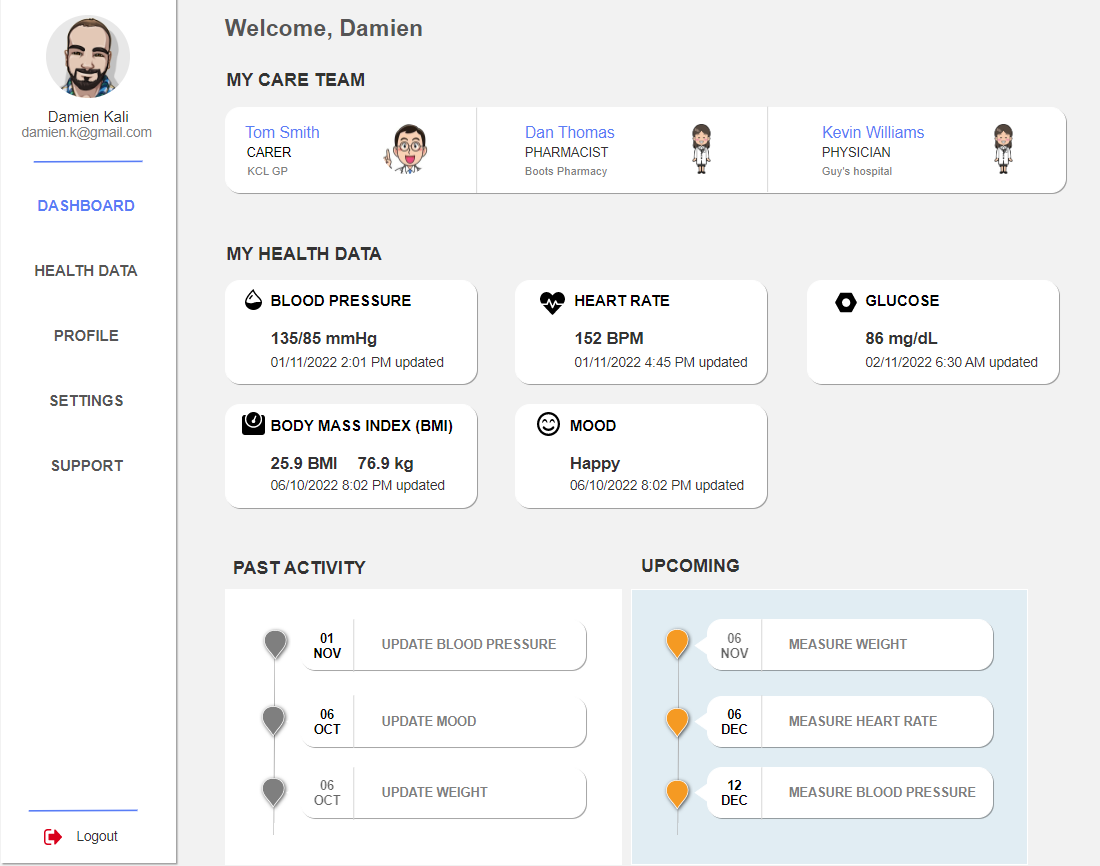 Damien Kali
damien.k@gmail.com
DASHBOARD
HEALTH DATA
PROFILE
SETTINGS
SUPPORT
Logout
Welcome, Damien
MY CARE TEAM
Tom Smith
CARER
KCL GP
Dan Thomas
PHARMACIST
Boots Pharmacy
Kevin Williams
PHYSICIAN
Guy's hospital
MY HEALTH DATA
BLOOD PRESSURE
135/85 mmHg
01/11/2022 2:01 PM updated
HEART RATE
152 BPM
01/11/2022 4:45 PM updated
GLUCOSE
86 mg/dL
02/11/2022 6:30 AM updated
BODY MASS INDEX (BMI)
25.9 BMI 76.9 kg
06/10/2022 8:02 PM updated
MOOD
Happy
06/10/2022 8:02 PM updated
PAST ACTIVITY
01
NOV
UPDATE BLOOD PRESSURE
06
OCT
UPDATE MOOD
06
OCT
UPDATE WEIGHT
UPCOMING
06
NOV
MEASURE WEIGHT
06
DEC
MEASURE HEART RATE
12
DEC
MEASURE BLOOD PRESSURE